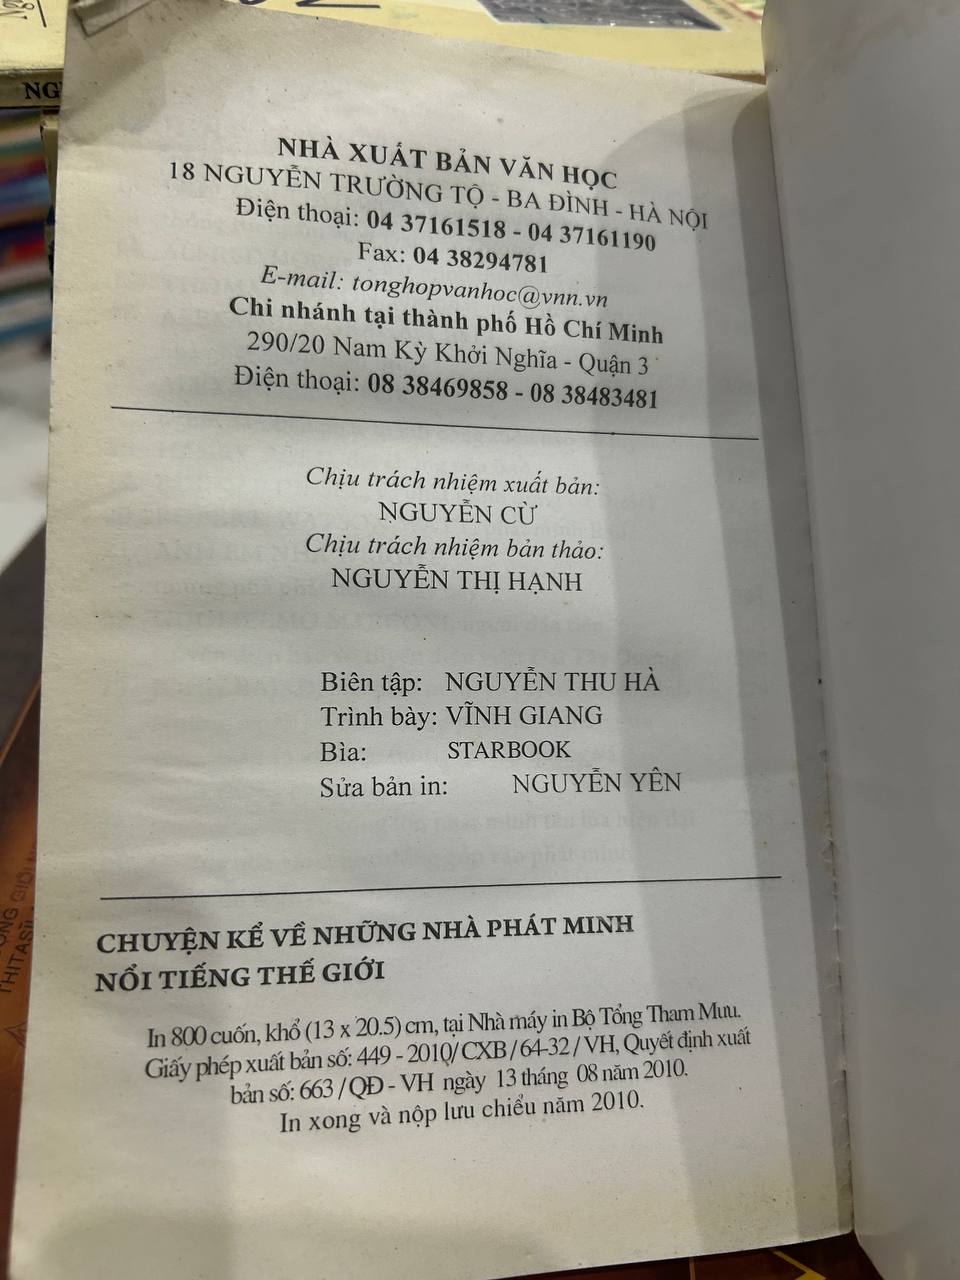 NHÀ XUẤT BẢN VĂN HỌC
18 NGUYỄN TRƯỜNG TỘ - BA ĐÌNH - HÀ NỘI
Điện thoại: 04 37161518 - 04 37161190
Fax: 04 38294781
E-mail: tonghopvanhoc@vnn.vn
Chi nhánh tại thành phố Hồ Chí Minh
290/20 Nam Kỳ Khởi Nghĩa - Quận 3
Điện thoại: 08 38469858 - 08 38483481
Chịu trách nhiệm xuất bản:
NGUYỄN CỪ
Chịu trách nhiệm bản thảo:
NGUYỄN THỊ HẠNH
Biên tập: NGUYỄN THU HÀ
Trình bày: VĨNH GIANG
Bìa: STARBOOK
Sửa bản in: NGUYỄN YÊN
CHUYỆN KỂ VỀ NHỮNG NHÀ PHÁT MINH
NỔI TIẾNG THẾ GIỚI
In 800 cuốn, khổ (13 x 20.5) cm, tại Nhà máy in Bộ Tổng Tham Mưu.
Giấy phép xuất bản số: 449 - 2010/ CXB / 64-32 / VH, Quyết định xuất
bản số: 663 / QĐ - VH ngày 13 tháng 08 năm 2010.
In xong và nộp lưu chiểu năm 2010.